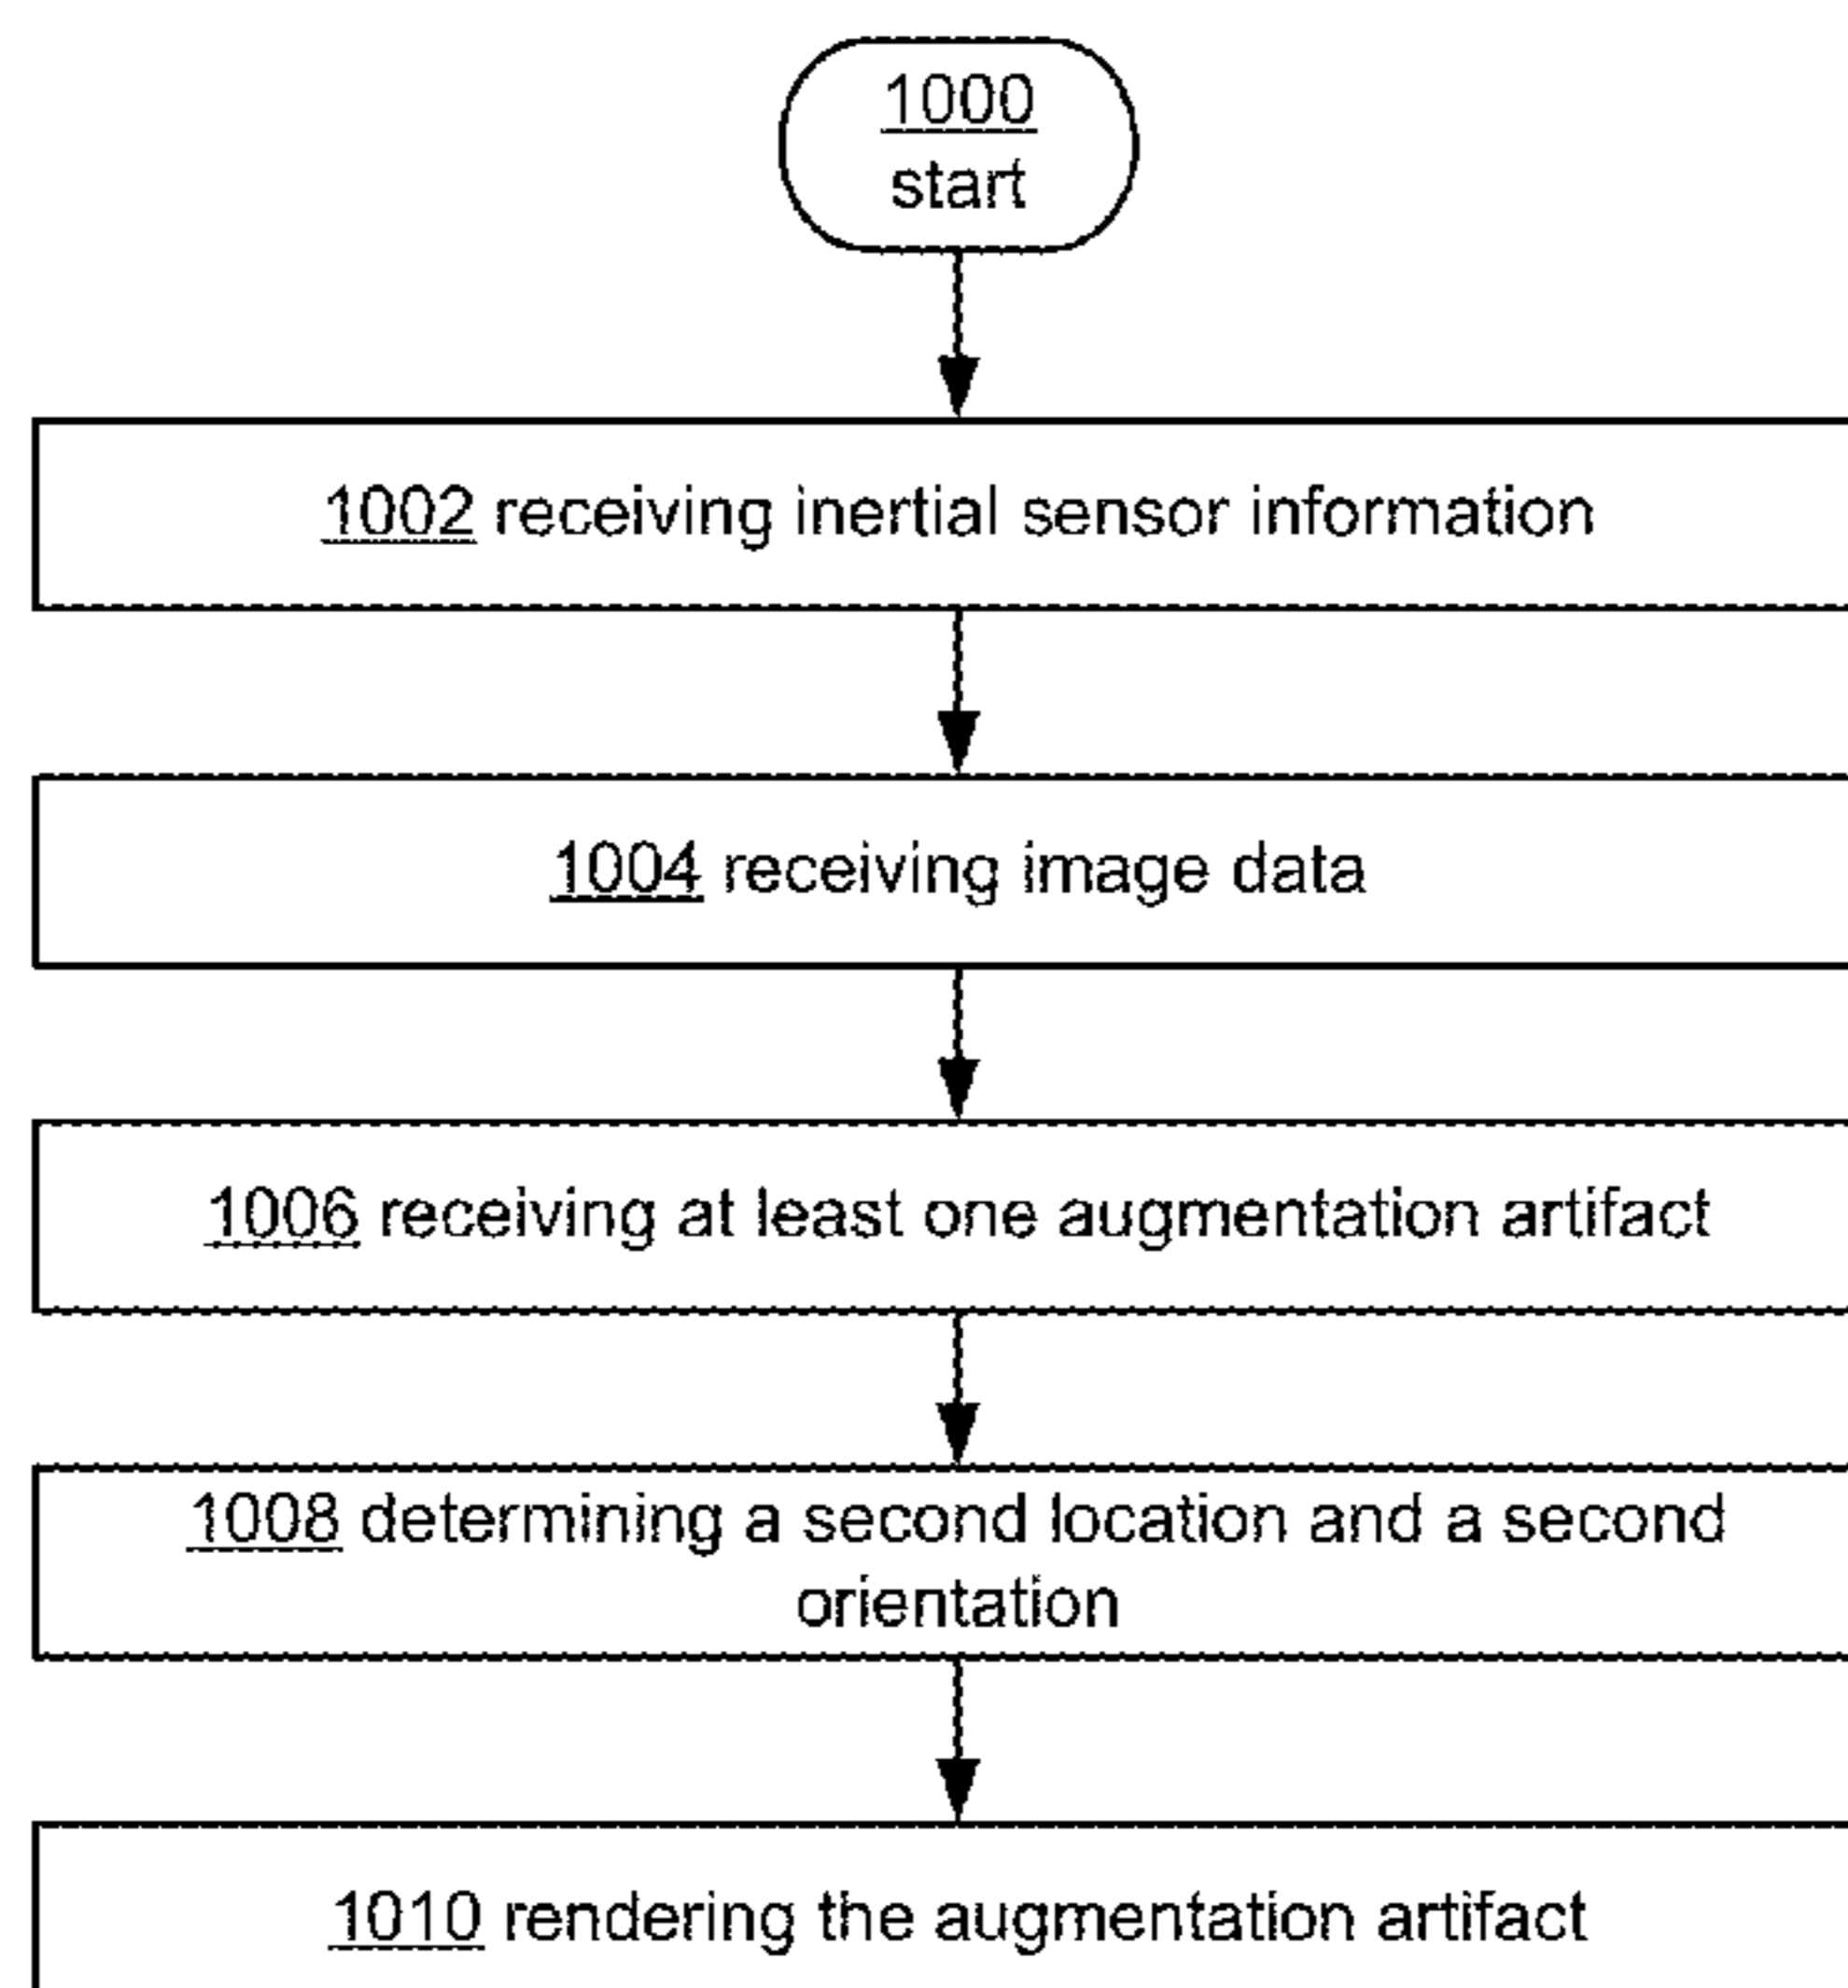 1000
start
1002 receiving inertial sensor information
1004 receiving image data
1006 receiving at least one augmentation artifact
1008 determining a second location and a second
orientation
1010 rendering the augmentation artifact